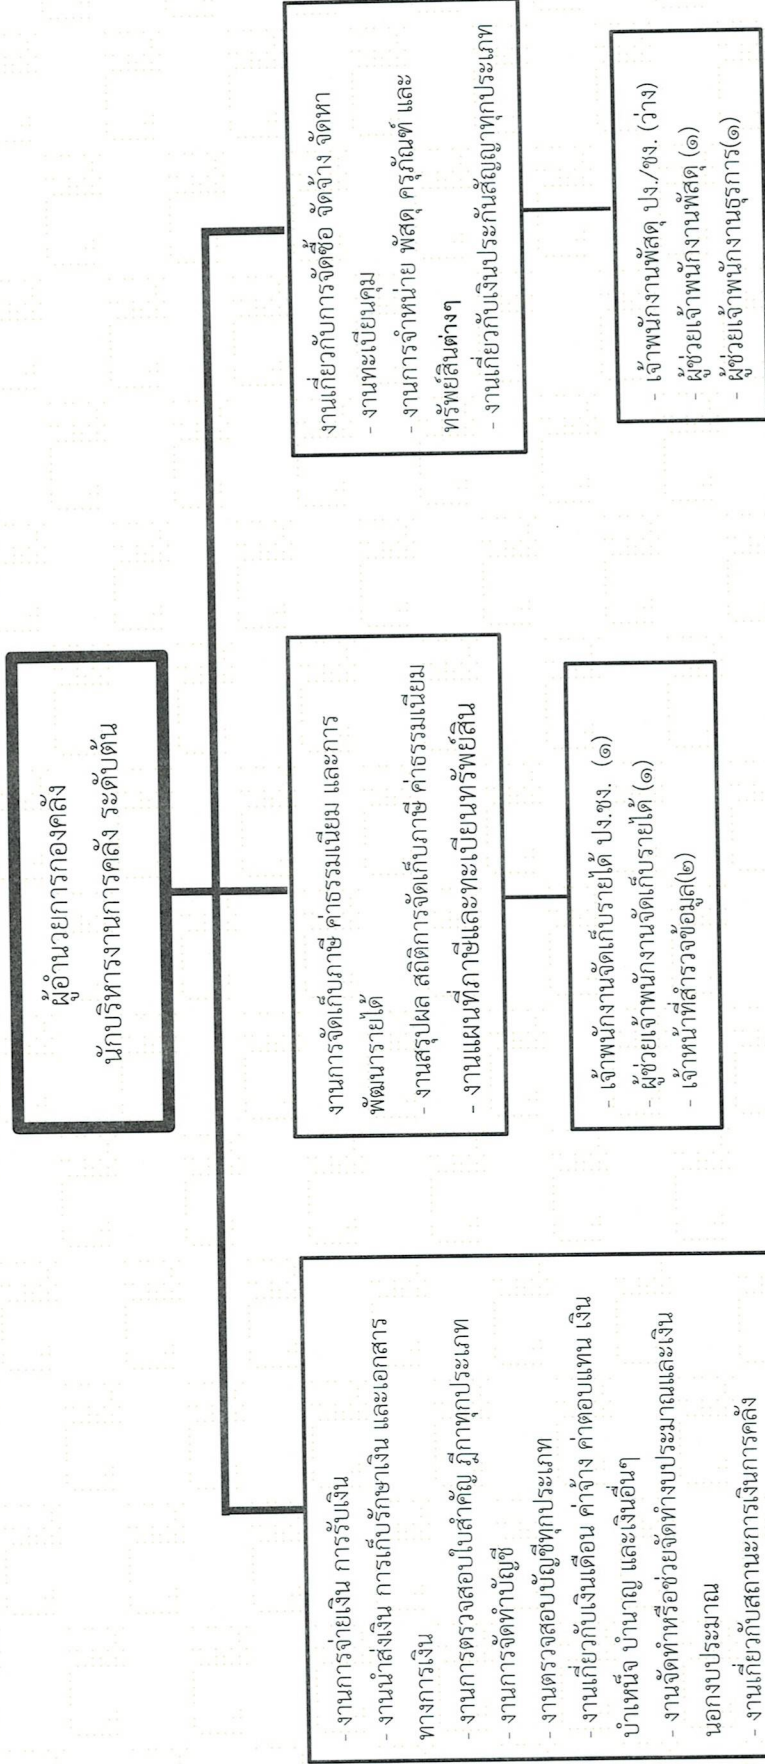 ผู้อำนวยการกองคลัง
นักบริหารงานการคลัง ระดับต้น
- งานการจ่ายเงิน การรับเงิน
- งานนำส่งเงิน การเก็บรักษาเงิน และเอกสาร
ทางการเงิน
- งานการตรวจสอบใบสำคัญ ฎีกาทุกประเภท
- งานการจัดทำบัญชี
- งานตรวจสอบบัญชีทุกประเภท
- งานเกี่ยวกับเงินเดือน ค่าจ้าง ค่าตอบแทน เงิน
บำเหน็จ บำนาญ และเงินอื่นๆ
- งานจัดทำหรือช่วยจัดทำงบประมาณและเงิน
นอกงบประมาณ
- งานเกี่ยวกับสถานะการเงินการคลัง
งานการจัดเก็บภาษี ค่าธรรมเนียม และการ
พัฒนารายได้
- งานสรุปผล สถิติการจัดเก็บภาษี ค่าธรรมเนียม
- งานแผนที่ภาษีและทะเบียนทรัพย์สิน
- เจ้าพนักงานจัดเก็บรายได้ ปง.ชง. (๑)
- ผู้ช่วยเจ้าพนักงานจัดเก็บรายได้ (๑)
- เจ้าหน้าที่สำรวจข้อมูล(๒)
งานเกี่ยวกับการจัดซื้อ จัดจ้าง จัดหา
- งานทะเบียนคุม
- งานการจำหน่าย พัสดุ ครุภัณฑ์ และ
ทรัพย์สินต่างๆ
- งานเกี่ยวกับเงินประกันสัญญาทุกประเภท
- เจ้าพนักงานพัสดุ ปง./ชง. (ว่าง)
- ผู้ช่วยเจ้าพนักงานพัสดุ (๑)
- ผู้ช่วยเจ้าพนักงานธุรการ(๑)